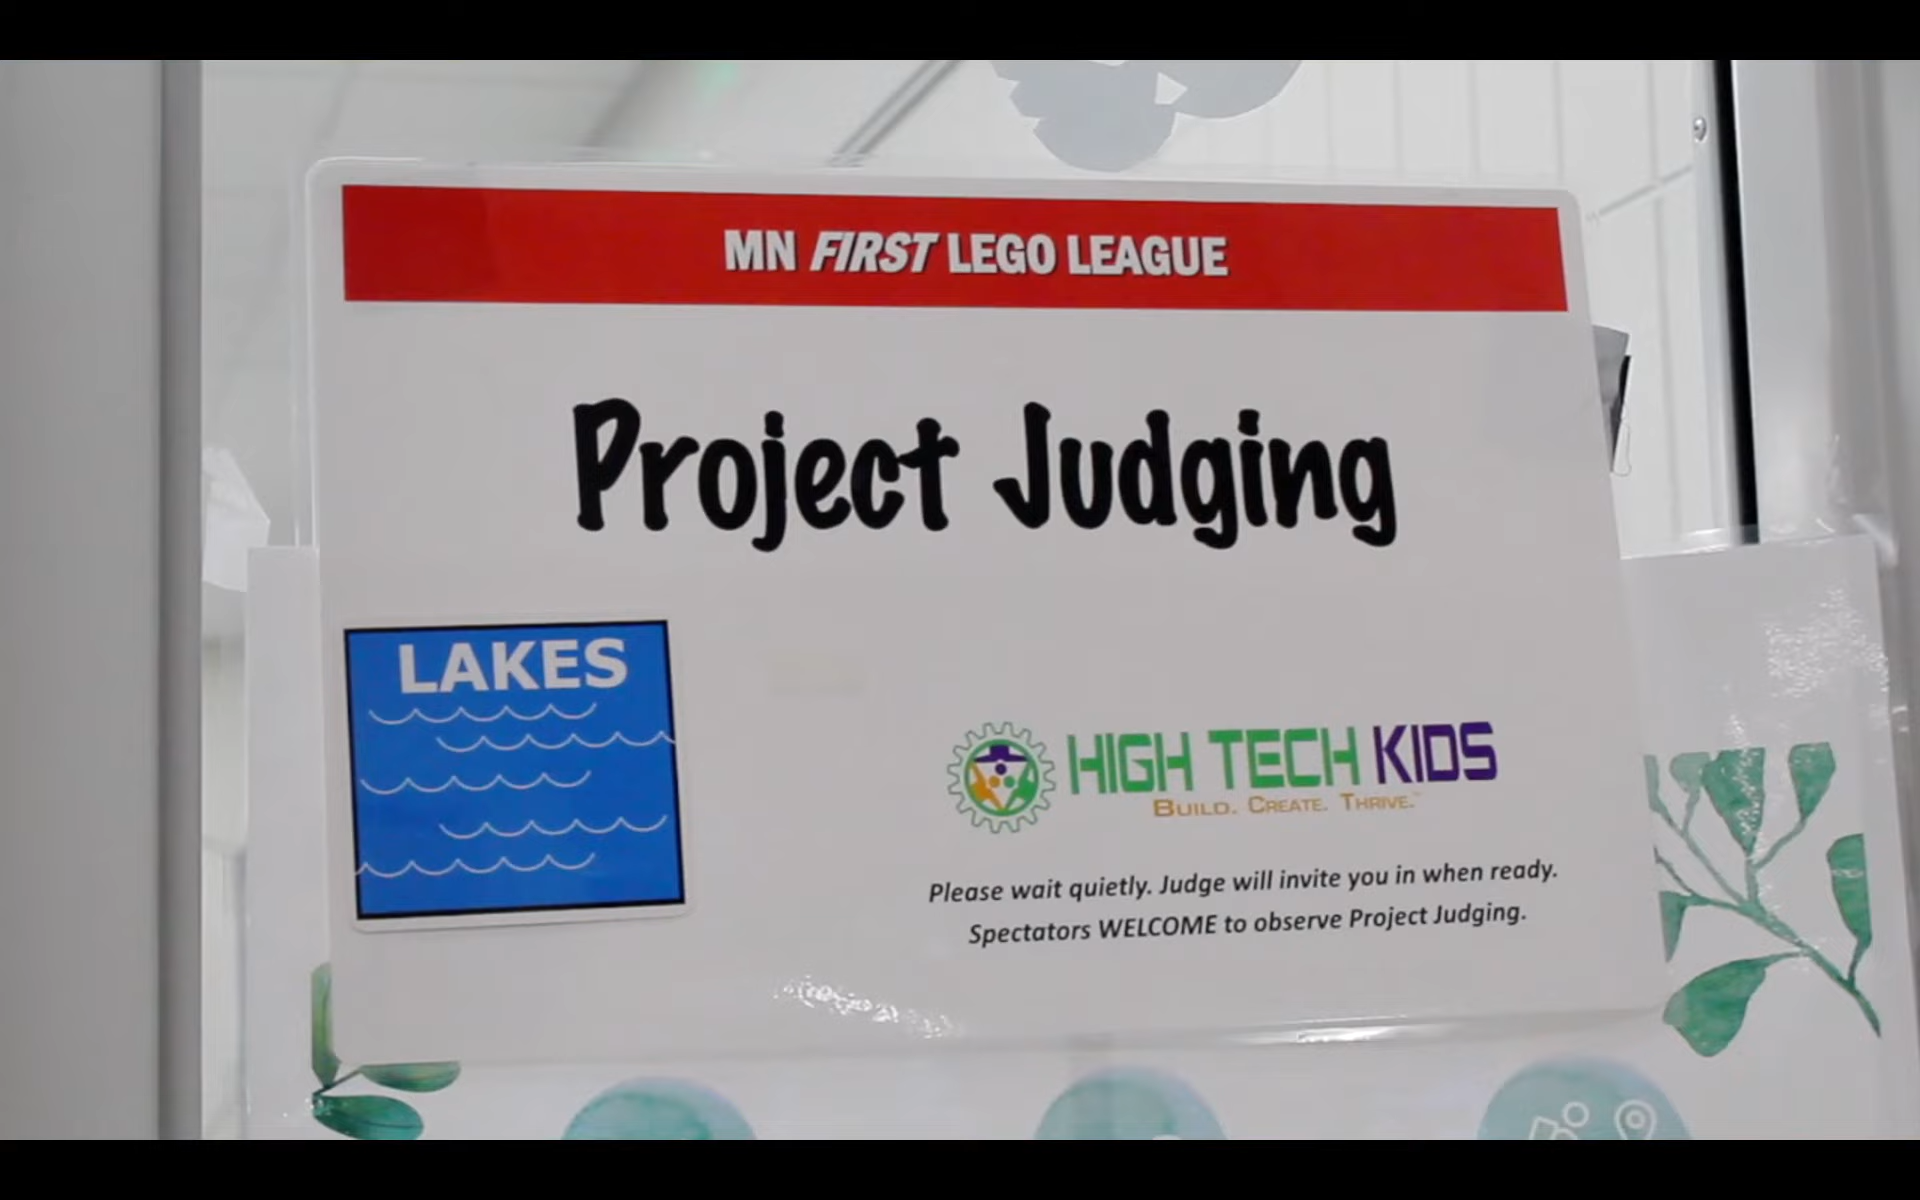 MN FIRST LEGO LEAGUE
Project Judging
LAKES
HIGH TECH KIDS
BUILD. CREATE. THRIVE.™
Please wait quietly. Judge will invite you in when ready.
Spectators WELCOME to observe Project Judging.